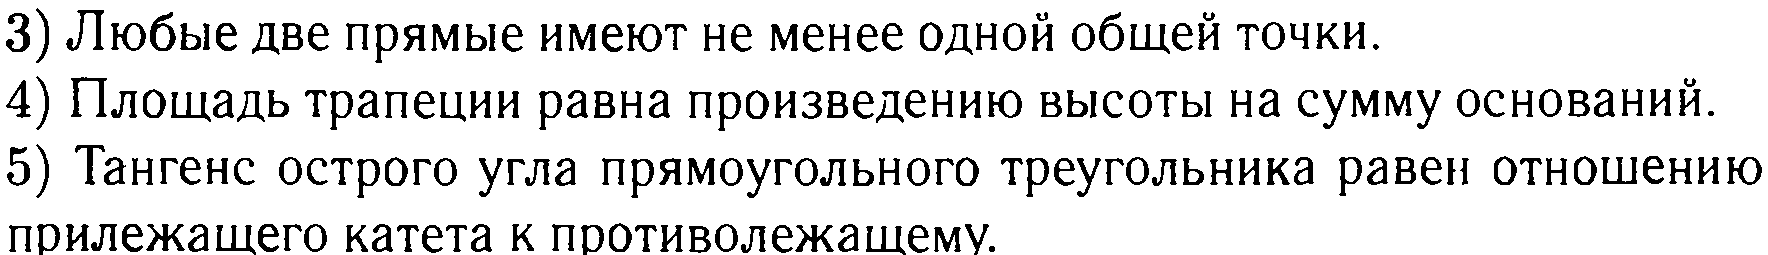 3) Любые две прямые имеют не менее одной общей точки.
4) Площадь трапеции равна произведению высоты на сумму оснований.
5) Тангенс острого угла прямоугольного треугольника равен отношению
прилежащего катета к противолежащему.